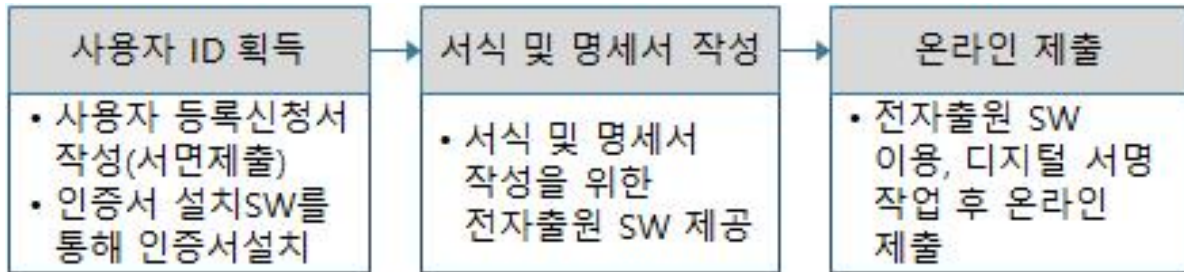 사용자 ID 획득
• 사용자 등록신청서
작성(서면제출)
• 인증서 설치SW를
통해 인증서설치
서식 및 명세서 작성
• 서식 및 명세서
작성을 위한
전자출원 SW 제공
온라인 제출
• 전자출원 SW
이용, 디지털 서명
작업 후 온라인
제출